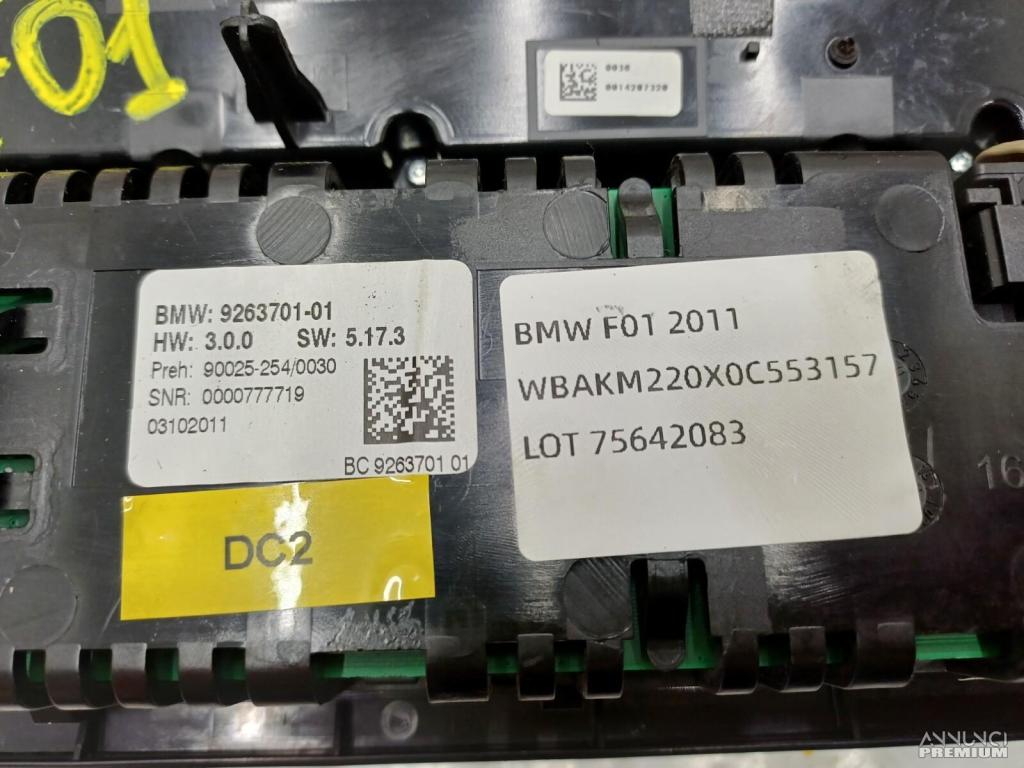 01
0036
0014207320
BMW: 9263701-01
HW: 3.0.0 SW: 5.17.3
Preh: 90025-254/0030
SNR: 0000777719
03102011
BC 9263701 01
DC2
BMW F01 2011
WBAKM220X0C553157
LOT 75642083
16
ANNUNCI
PREMIUM